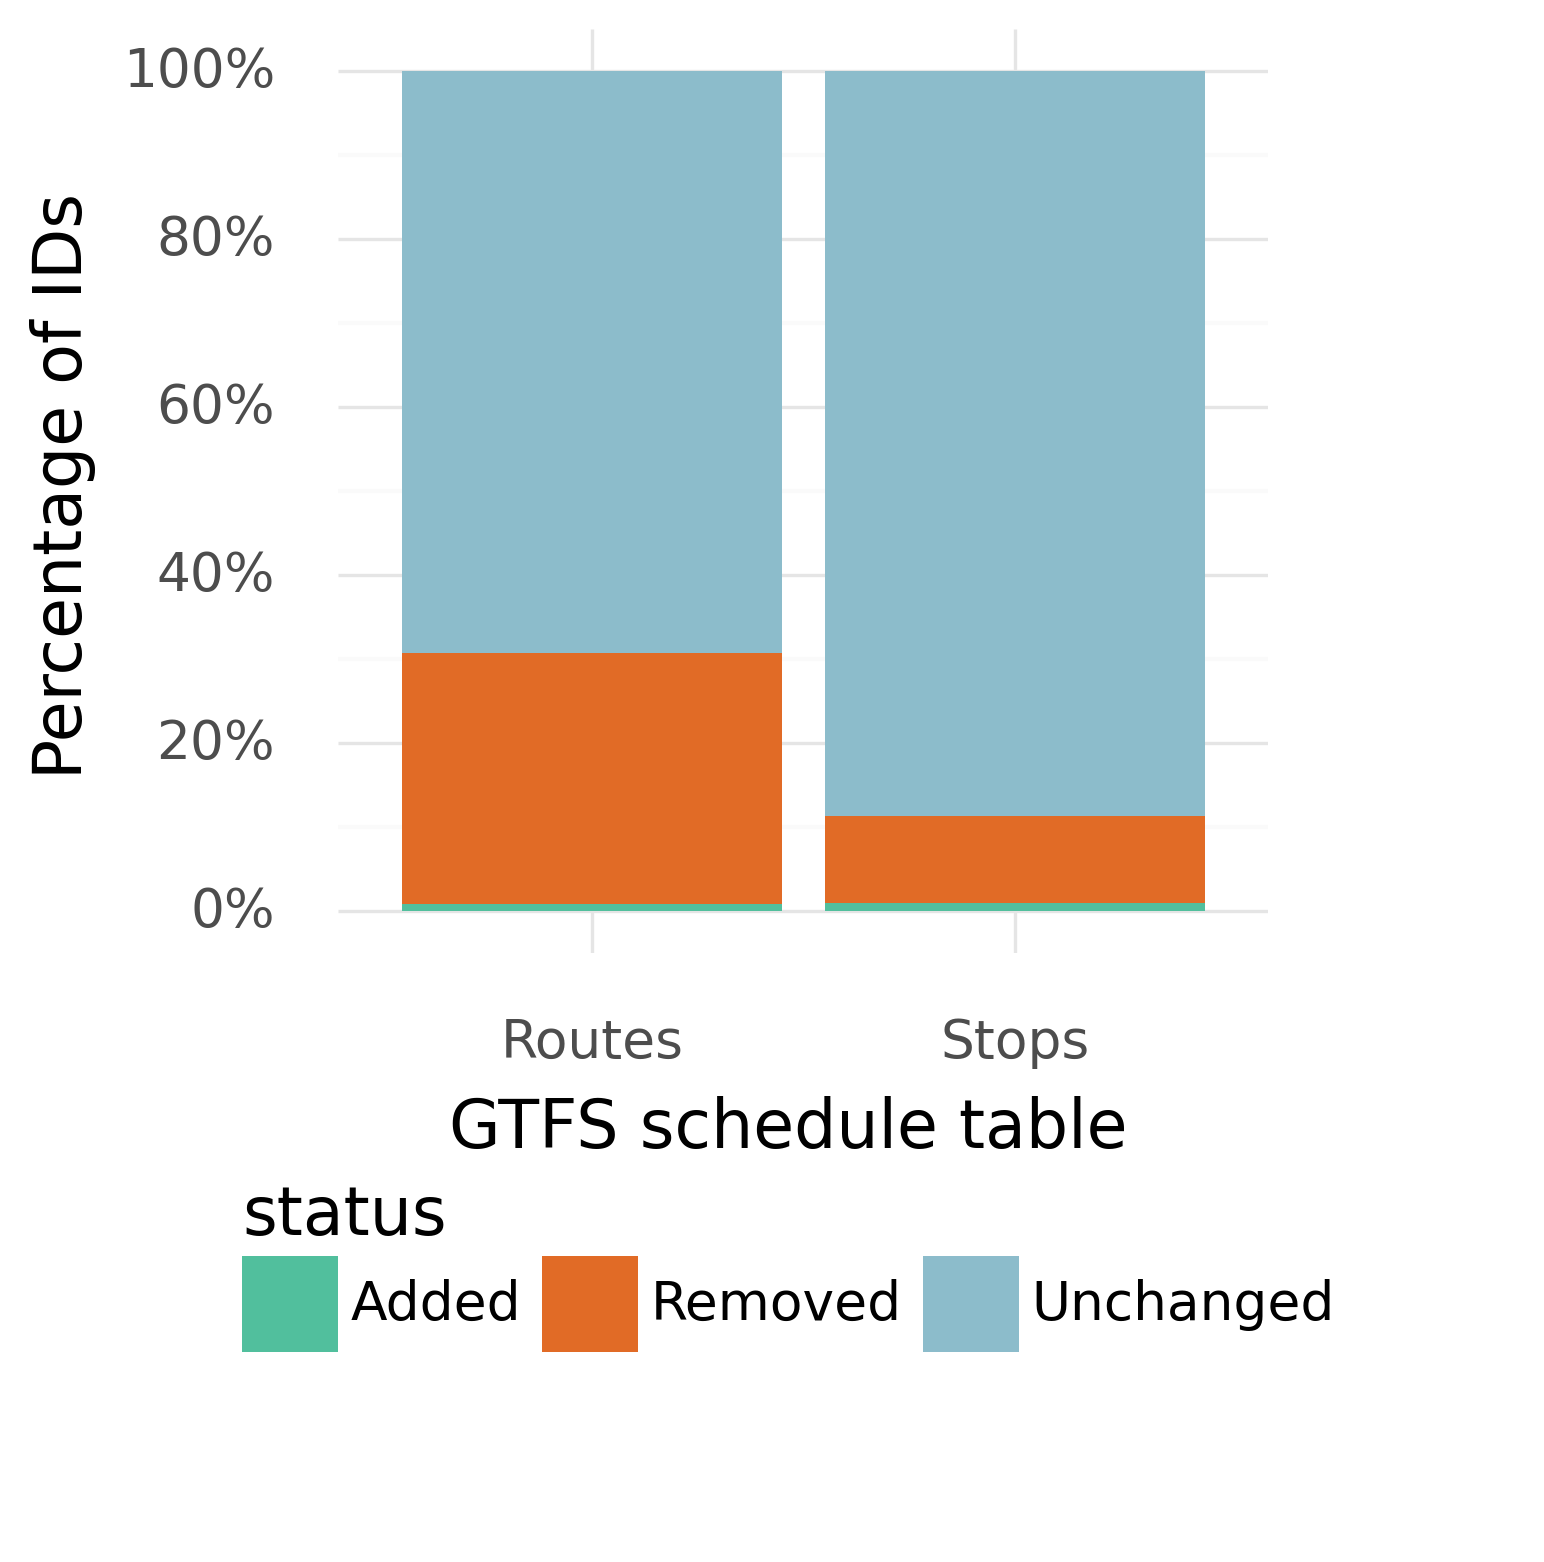 Percentage of IDs
100%
80%
60%
40%
20%
0%
Routes Stops
GTFS schedule table
status
Added Removed Unchanged